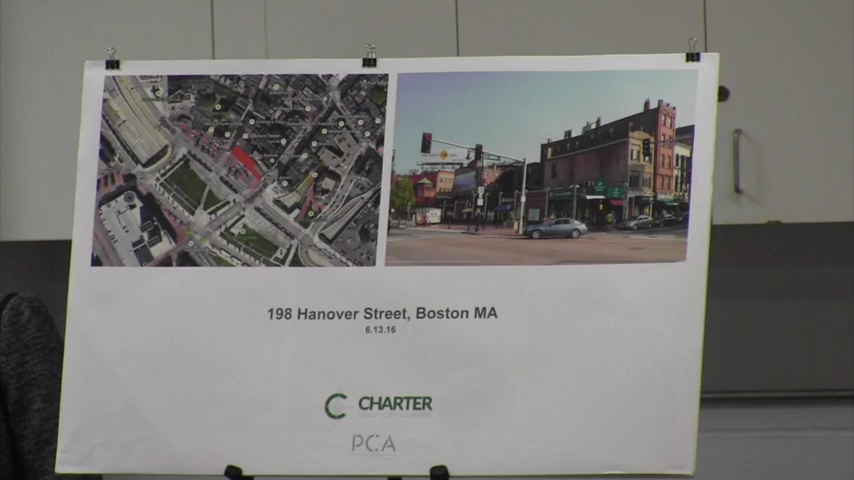 198 Hanover Street, Boston MA
6.13.16
C CHARTER
PCA